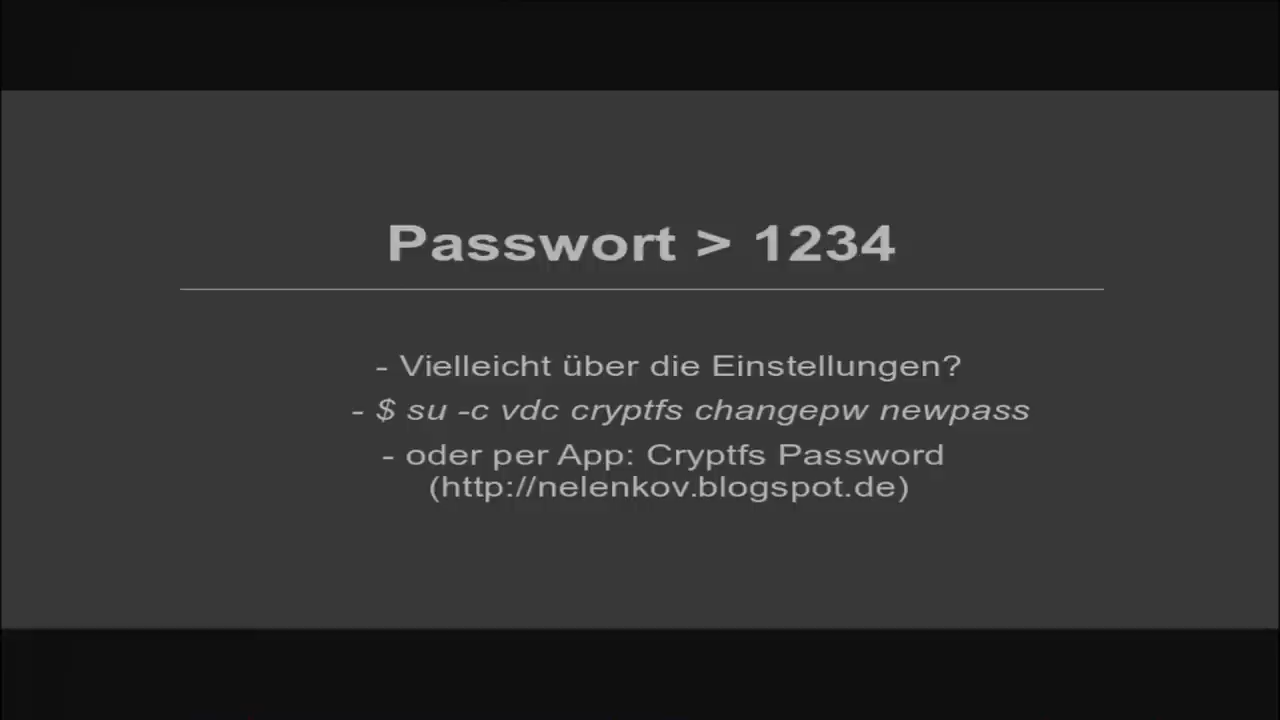 Passwort > 1234
- Vielleicht über die Einstellungen?
- $ su -c vdc cryptfs changepw newpass
- oder per App: Cryptfs Password
(http://nelenkov.blogspot.de)